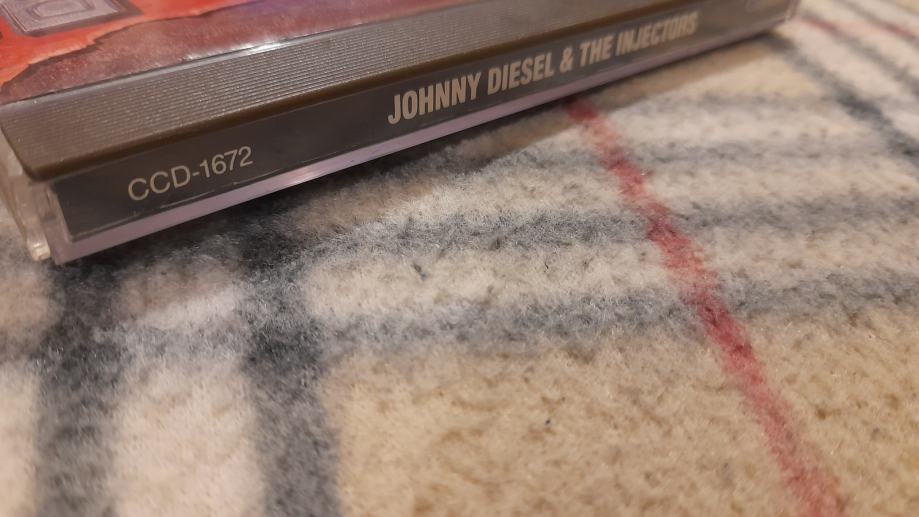 JOHNNY DIESEL & THE INJECTORS
CCD-1672